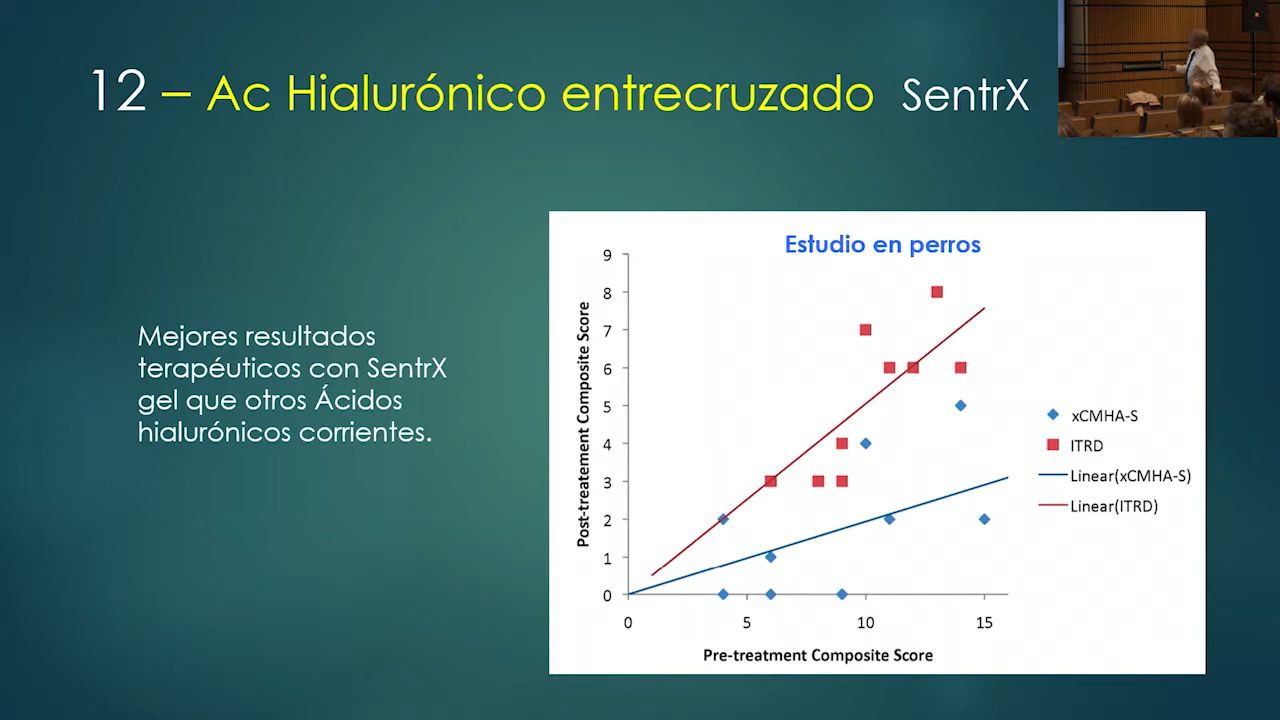 12 – Ac Hialurónico entrecruzado SentrX
Mejores resultados
terapéuticos con SentrX
gel que otros Ácidos
hialurónicos corrientes.
Estudio en perros
Post-treatement Composite Score
9
8
7
6
5
4
3
2
1
0
0 5 10 15
Pre-treatment Composite Score
xCMHA-S
ITRD
Linear(xCMHA-S)
Linear(ITRD)